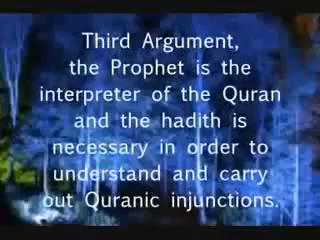 Third Argument,
the Prophet is the
interpreter of the Quran
and the hadith is
necessary in order to
understand and carry
out Quranic injunctions.